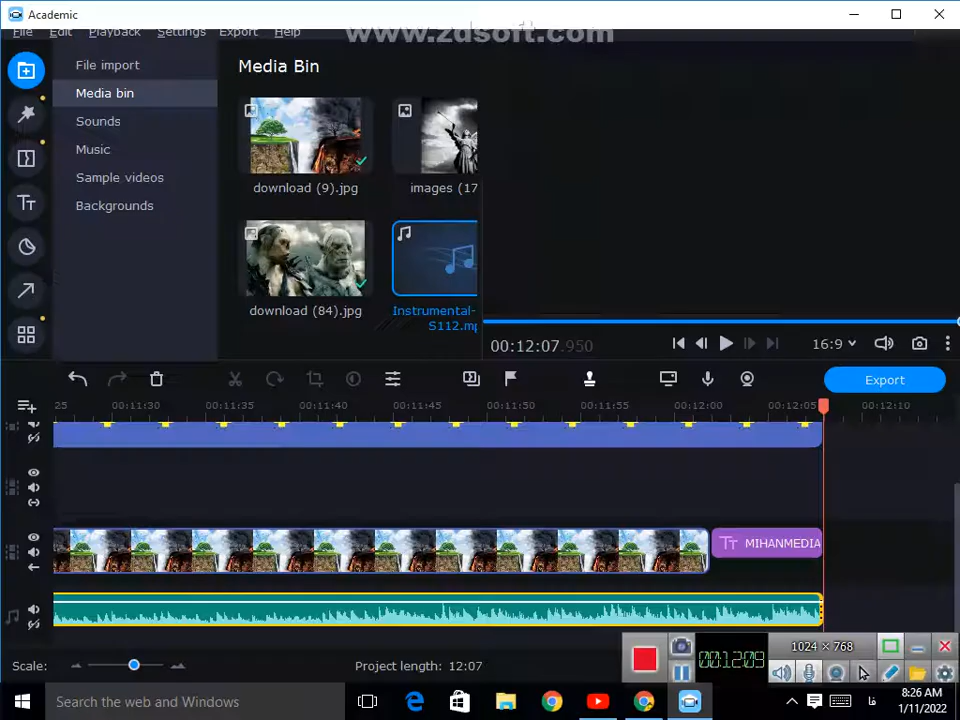 Academic
www.zdsoft.com
File Edit Playback Settings Export Help
File import
Media bin
Sounds
Music
Sample videos
Backgrounds
Media Bin
download (9).jpg
images (17
download (84).jpg
Instrumental-
S112.mp
00:12:07.950
16:9
Export
25 00:11:30 00:11:35 00:11:40 00:11:45 00:11:50 00:11:55 00:12:00 00:12:05 00:12:10
MIHANMEDIA
Scale:
Project length: 12:07
00:12:09
1024 × 768
Search the web and Windows
فا
8:26 AM
1/11/2022